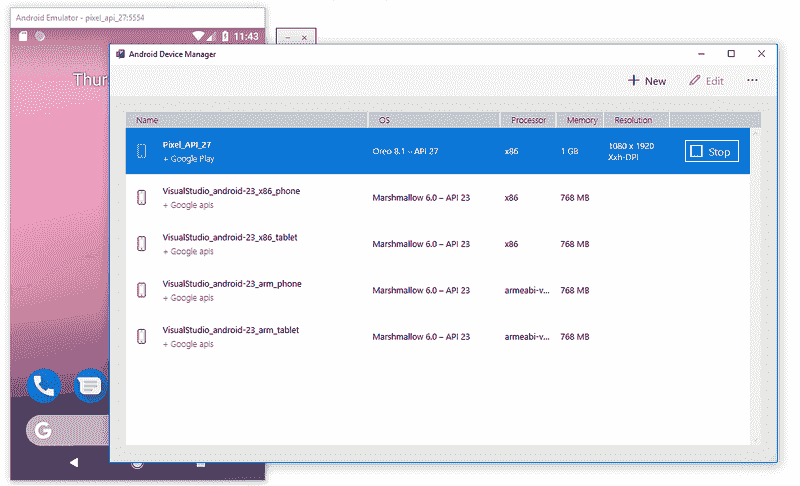 Android Emulator - pixel_api_27:5554
11:43
Thurs
Android Device Manager
New
Edit
Name OS Processor Memory Resolution
Pixel_API_27
+ Google Play
Oreo 8.1 – API 27
x86
1 GB
1080 x 1920
Xxh-DPI
Stop
VisualStudio_android-23_x86_phone
+ Google apis
Marshmallow 6.0 – API 23
x86
768 MB
VisualStudio_android-23_x86_tablet
+ Google apis
Marshmallow 6.0 – API 23
x86
768 MB
VisualStudio_android-23_arm_phone
+ Google apis
Marshmallow 6.0 – API 23
armeabi-v...
768 MB
VisualStudio_android-23_arm_tablet
+ Google apis
Marshmallow 6.0 – API 23
armeabi-v...
768 MB
G